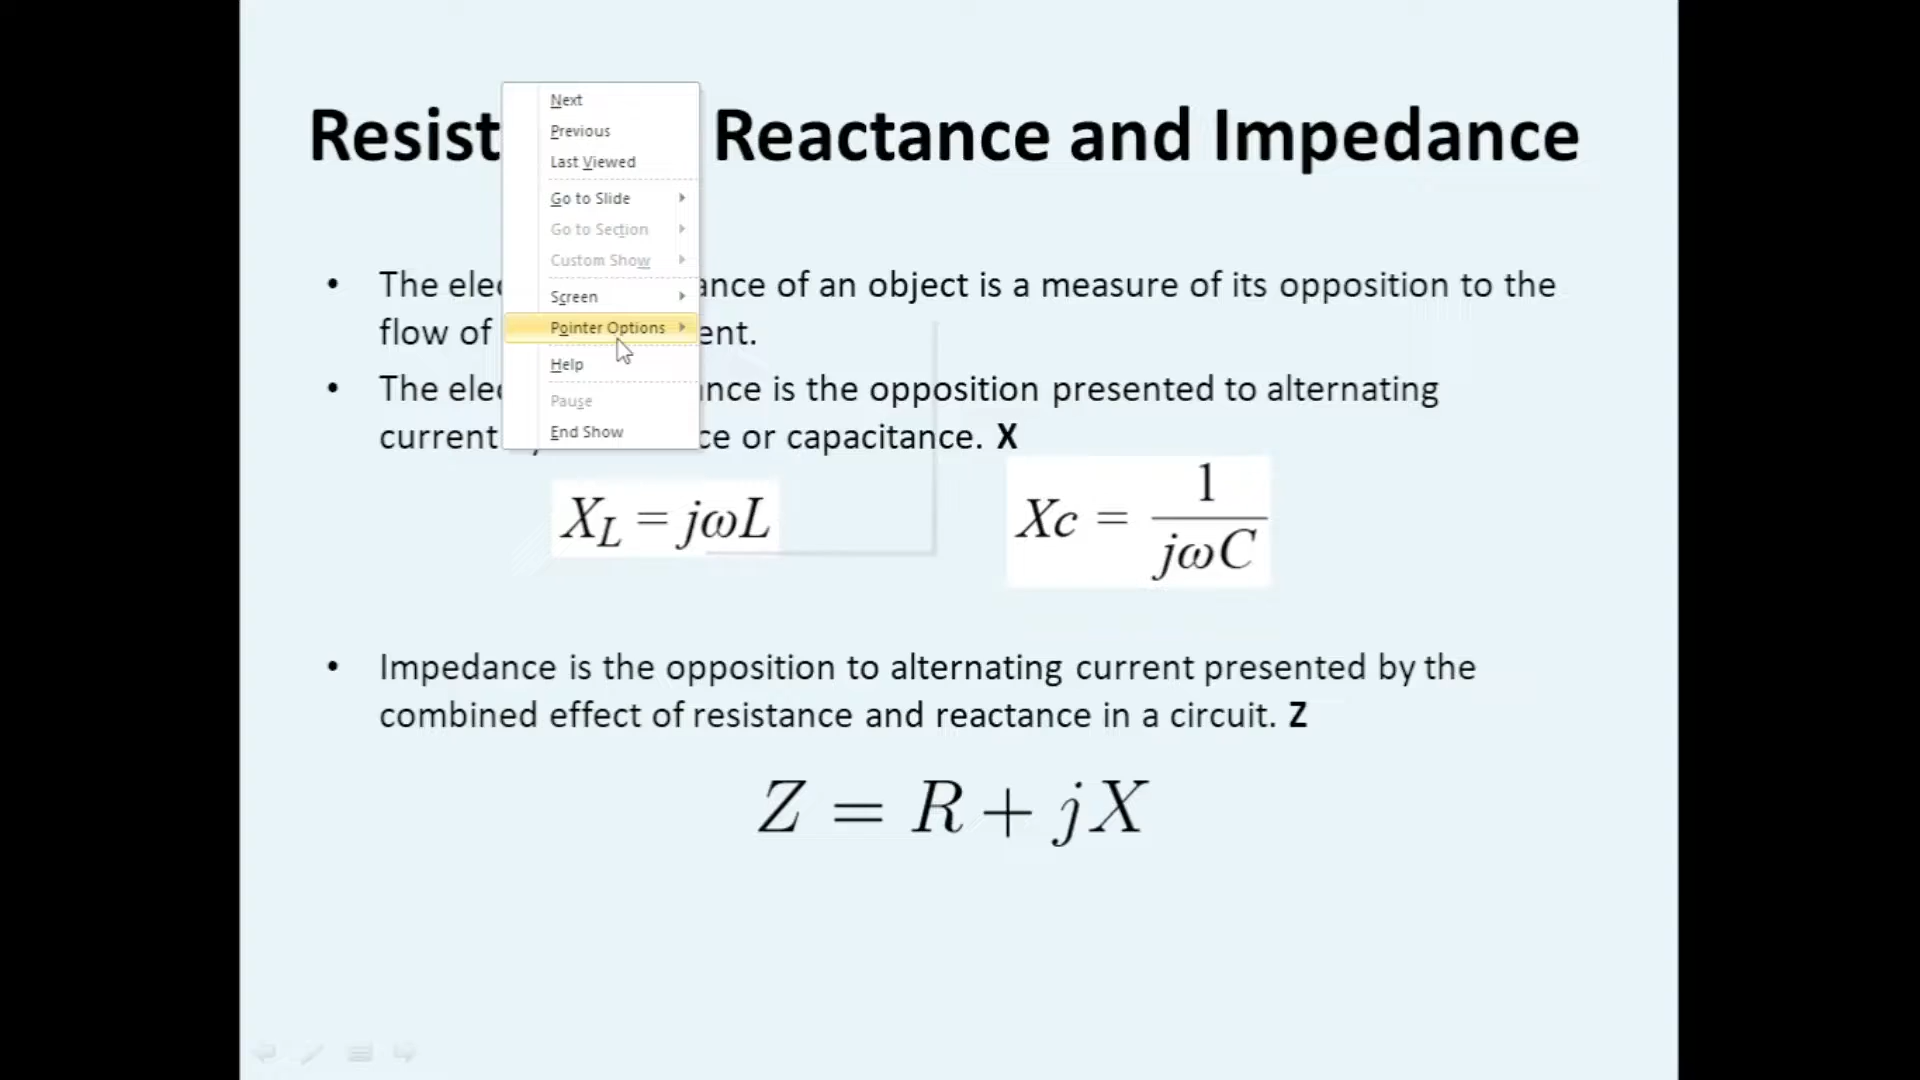 Resist Reactance and Impedance
Next
Previous
Last Viewed
Go to Slide
Go to Section
Custom Show
Screen
Pointer Options
Help
Pause
End Show
• The elec ance of an object is a measure of its opposition to the
flow of ent.
• The elec nce is the opposition presented to alternating
current ce or capacitance. X
X_L = jωL
Xc = 1/jωC
• Impedance is the opposition to alternating current presented by the
combined effect of resistance and reactance in a circuit. Z
Z = R + jX